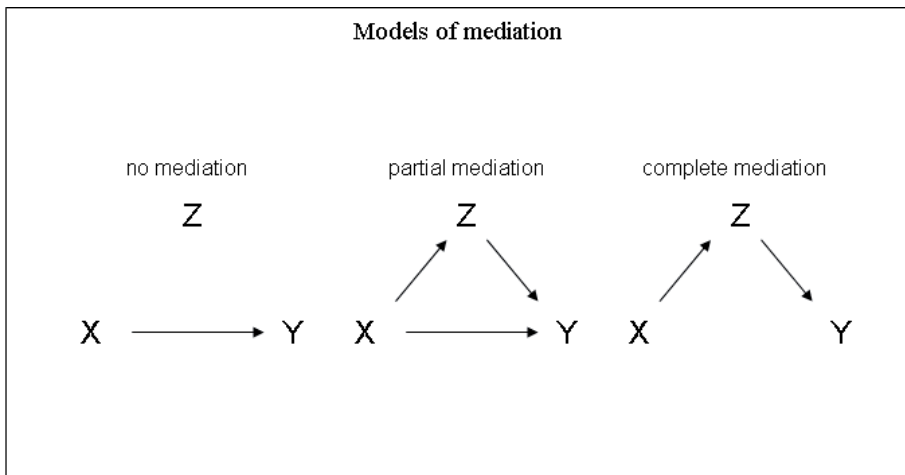 Models of mediation
no mediation
partial mediation
complete mediation
Z
Z
Z
X
Y
X
Y
X
Y